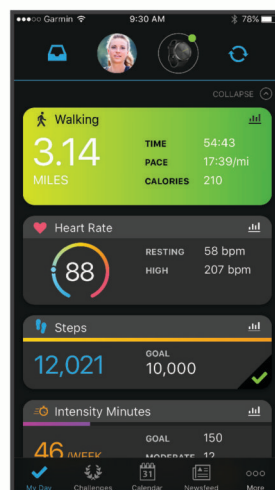 Garmin 9:30 AM 78%
COLLAPSE
Walking
3.14
MILES
TIME 54:43
PACE 17:39/mi
CALORIES 210
Heart Rate
88
RESTING 58 bpm
HIGH 207 bpm
Steps
12,021
GOAL
10,000
Intensity Minutes
46 /WEEK
GOAL 150
MODERATE 12
31
My Day Challenges Calendar Newsfeed More